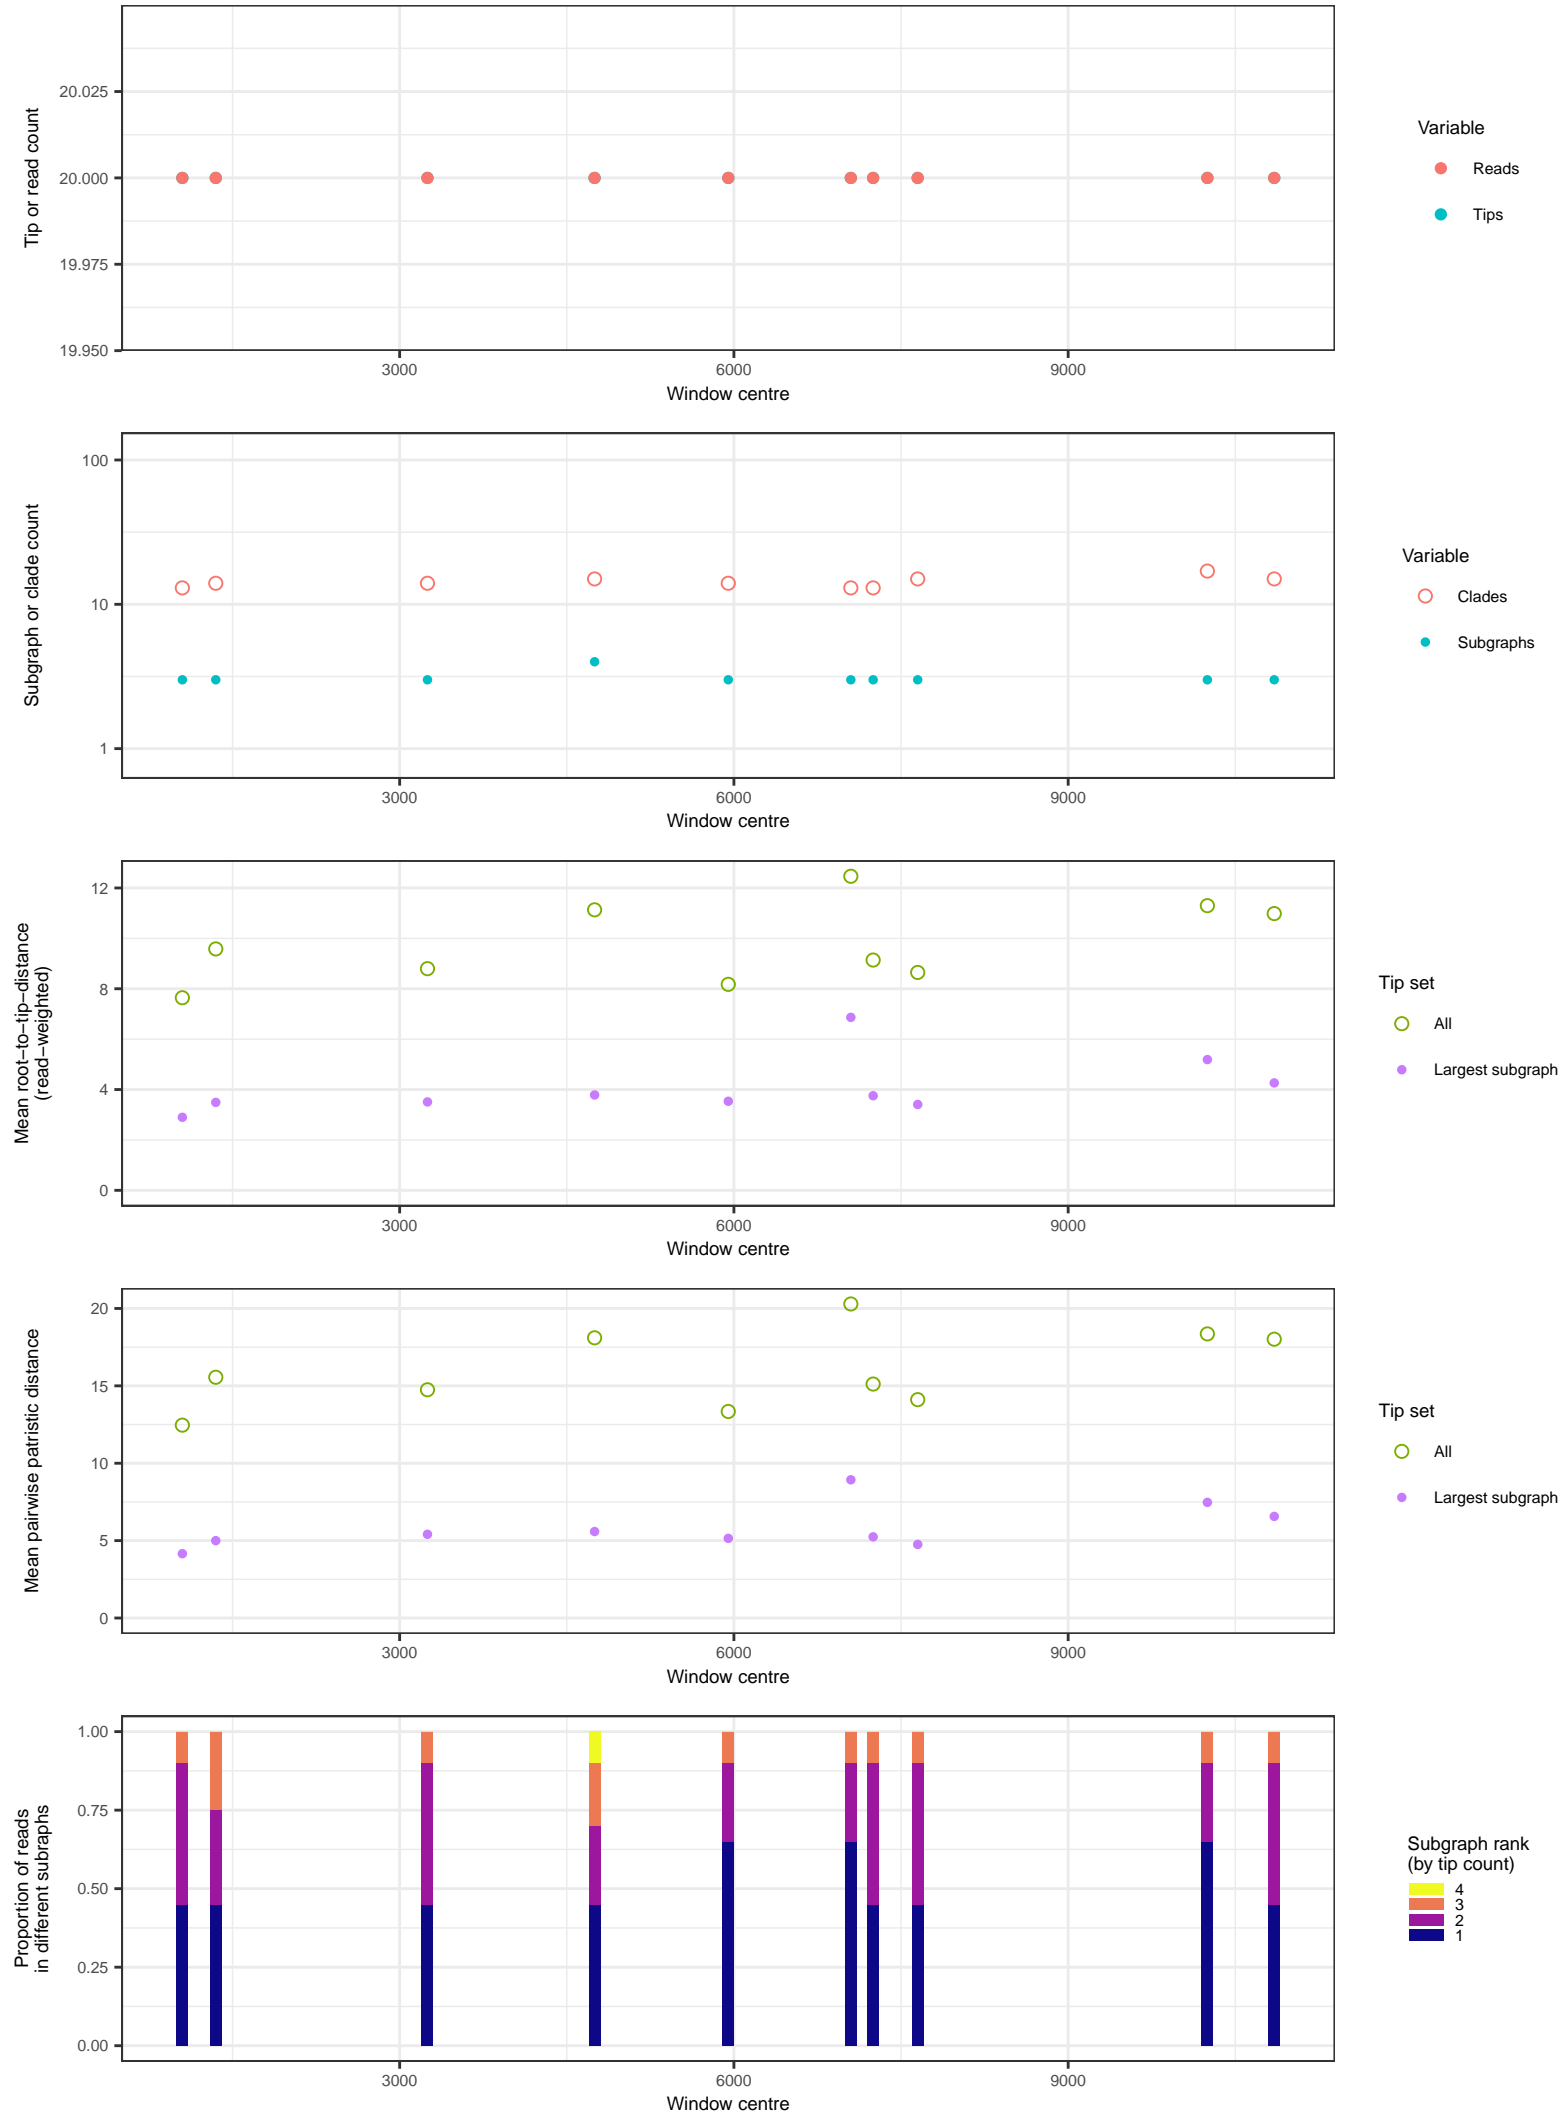 20.025
20.000
19.975
19.950
Tip or read count
3000 6000 9000
Window centre
Variable
Reads
Tips
100
10
1
Subgraph or clade count
3000 6000 9000
Window centre
Variable
Clades
Subgraphs
12
8
4
0
Mean root−to−tip−distance
(read−weighted)
3000 6000 9000
Window centre
Tip set
All
Largest subgraph
20
15
10
5
0
Mean pairwise patristic distance
3000 6000 9000
Window centre
Tip set
All
Largest subgraph
1.00
0.75
0.50
0.25
0.00
Proportion of reads
in different subraphs
3000 6000 9000
Window centre
Subgraph rank
(by tip count)
4
3
2
1